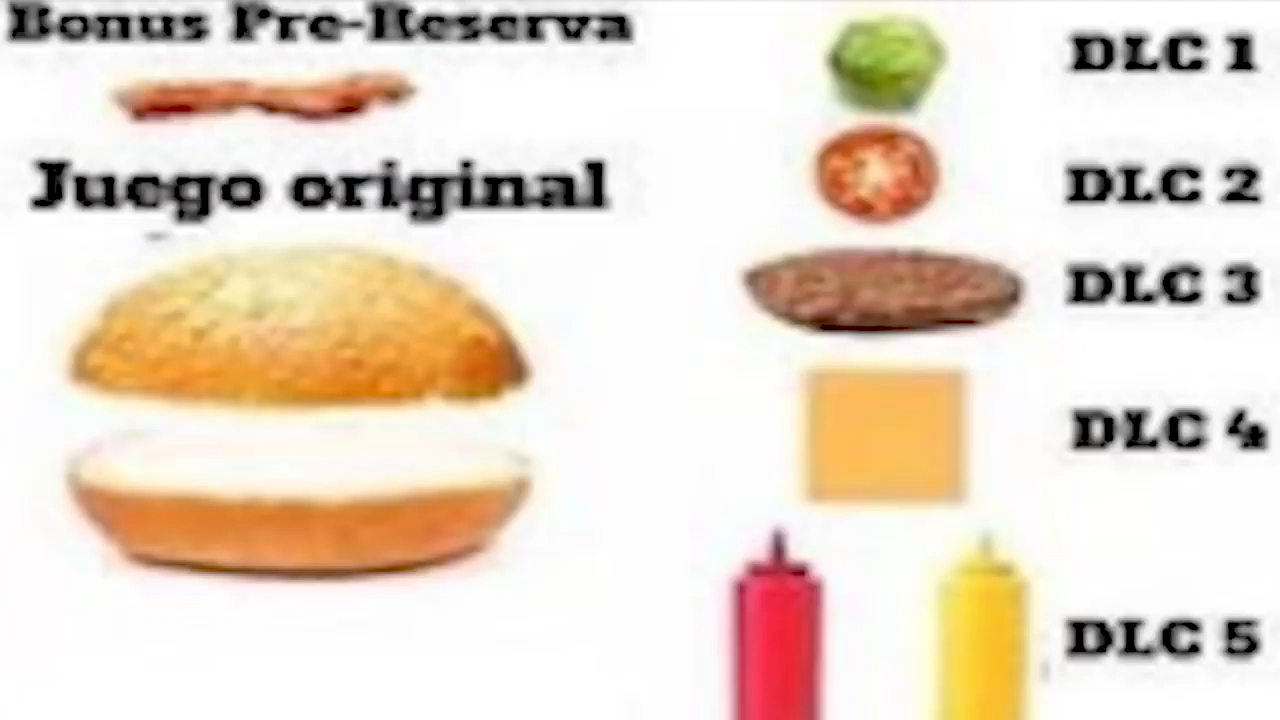 Bonus Pre-Reserva
Juego original
DLC 1
DLC 2
DLC 3
DLC 4
DLC 5